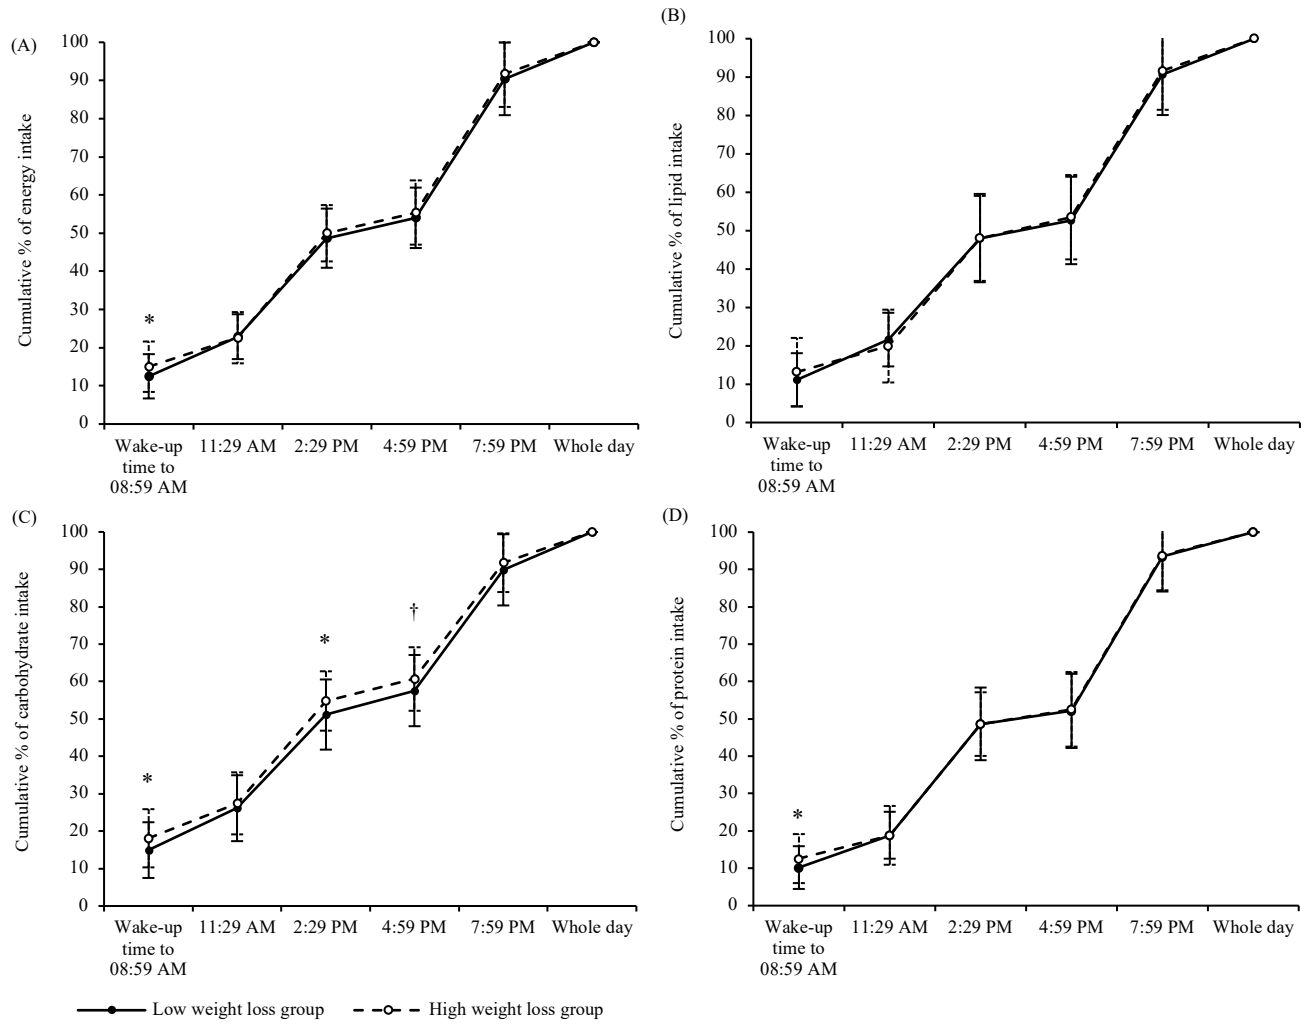 (A)
Cumulative % of energy intake
100
90
80
70
60
50
40
30
20
10
0
*
Wake-up
time to
08:59 AM
11:29 AM
2:29 PM
4:59 PM
7:59 PM
Whole day
(B)
Cumulative % of lipid intake
100
90
80
70
60
50
40
30
20
10
0
Wake-up
time to
08:59 AM
11:29 AM
2:29 PM
4:59 PM
7:59 PM
Whole day
(C)
Cumulative % of carbohydrate intake
100
90
80
70
60
50
40
30
20
10
0
*
*
†
Wake-up
time to
08:59 AM
11:29 AM
2:29 PM
4:59 PM
7:59 PM
Whole day
(D)
Cumulative % of protein intake
100
90
80
70
60
50
40
30
20
10
0
*
Wake-up
time to
08:59 AM
11:29 AM
2:29 PM
4:59 PM
7:59 PM
Whole day
Low weight loss group
High weight loss group